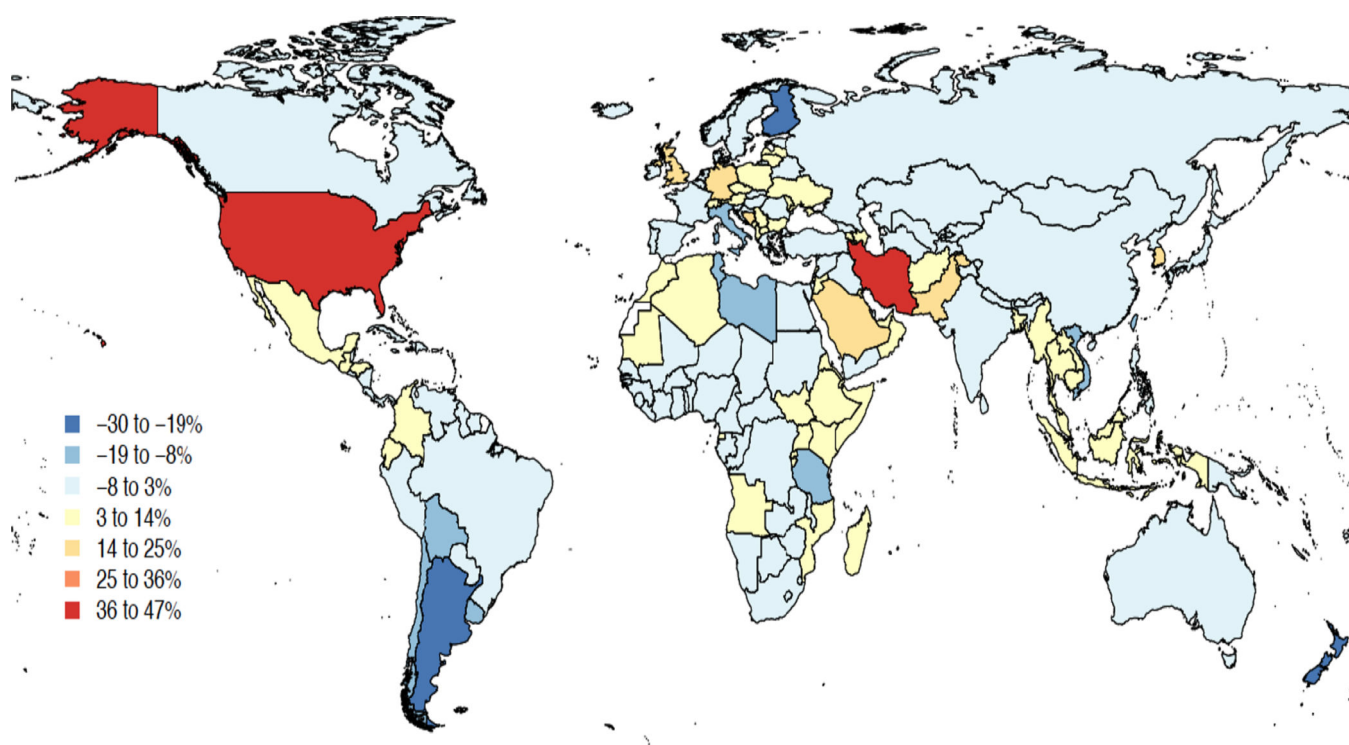 −30 to −19%
−19 to −8%
−8 to 3%
3 to 14%
14 to 25%
25 to 36%
36 to 47%